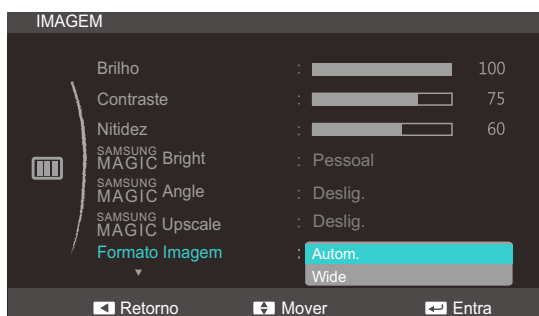 IMAGEM
Brilho : 100
Contraste : 75
Nitidez : 60
SAMSUNG MAGIC Bright : Pessoal
SAMSUNG MAGIC Angle : Deslig.
SAMSUNG MAGIC Upscale : Deslig.
Formato Imagem : Autom.
Wide
Retorno Mover Entra